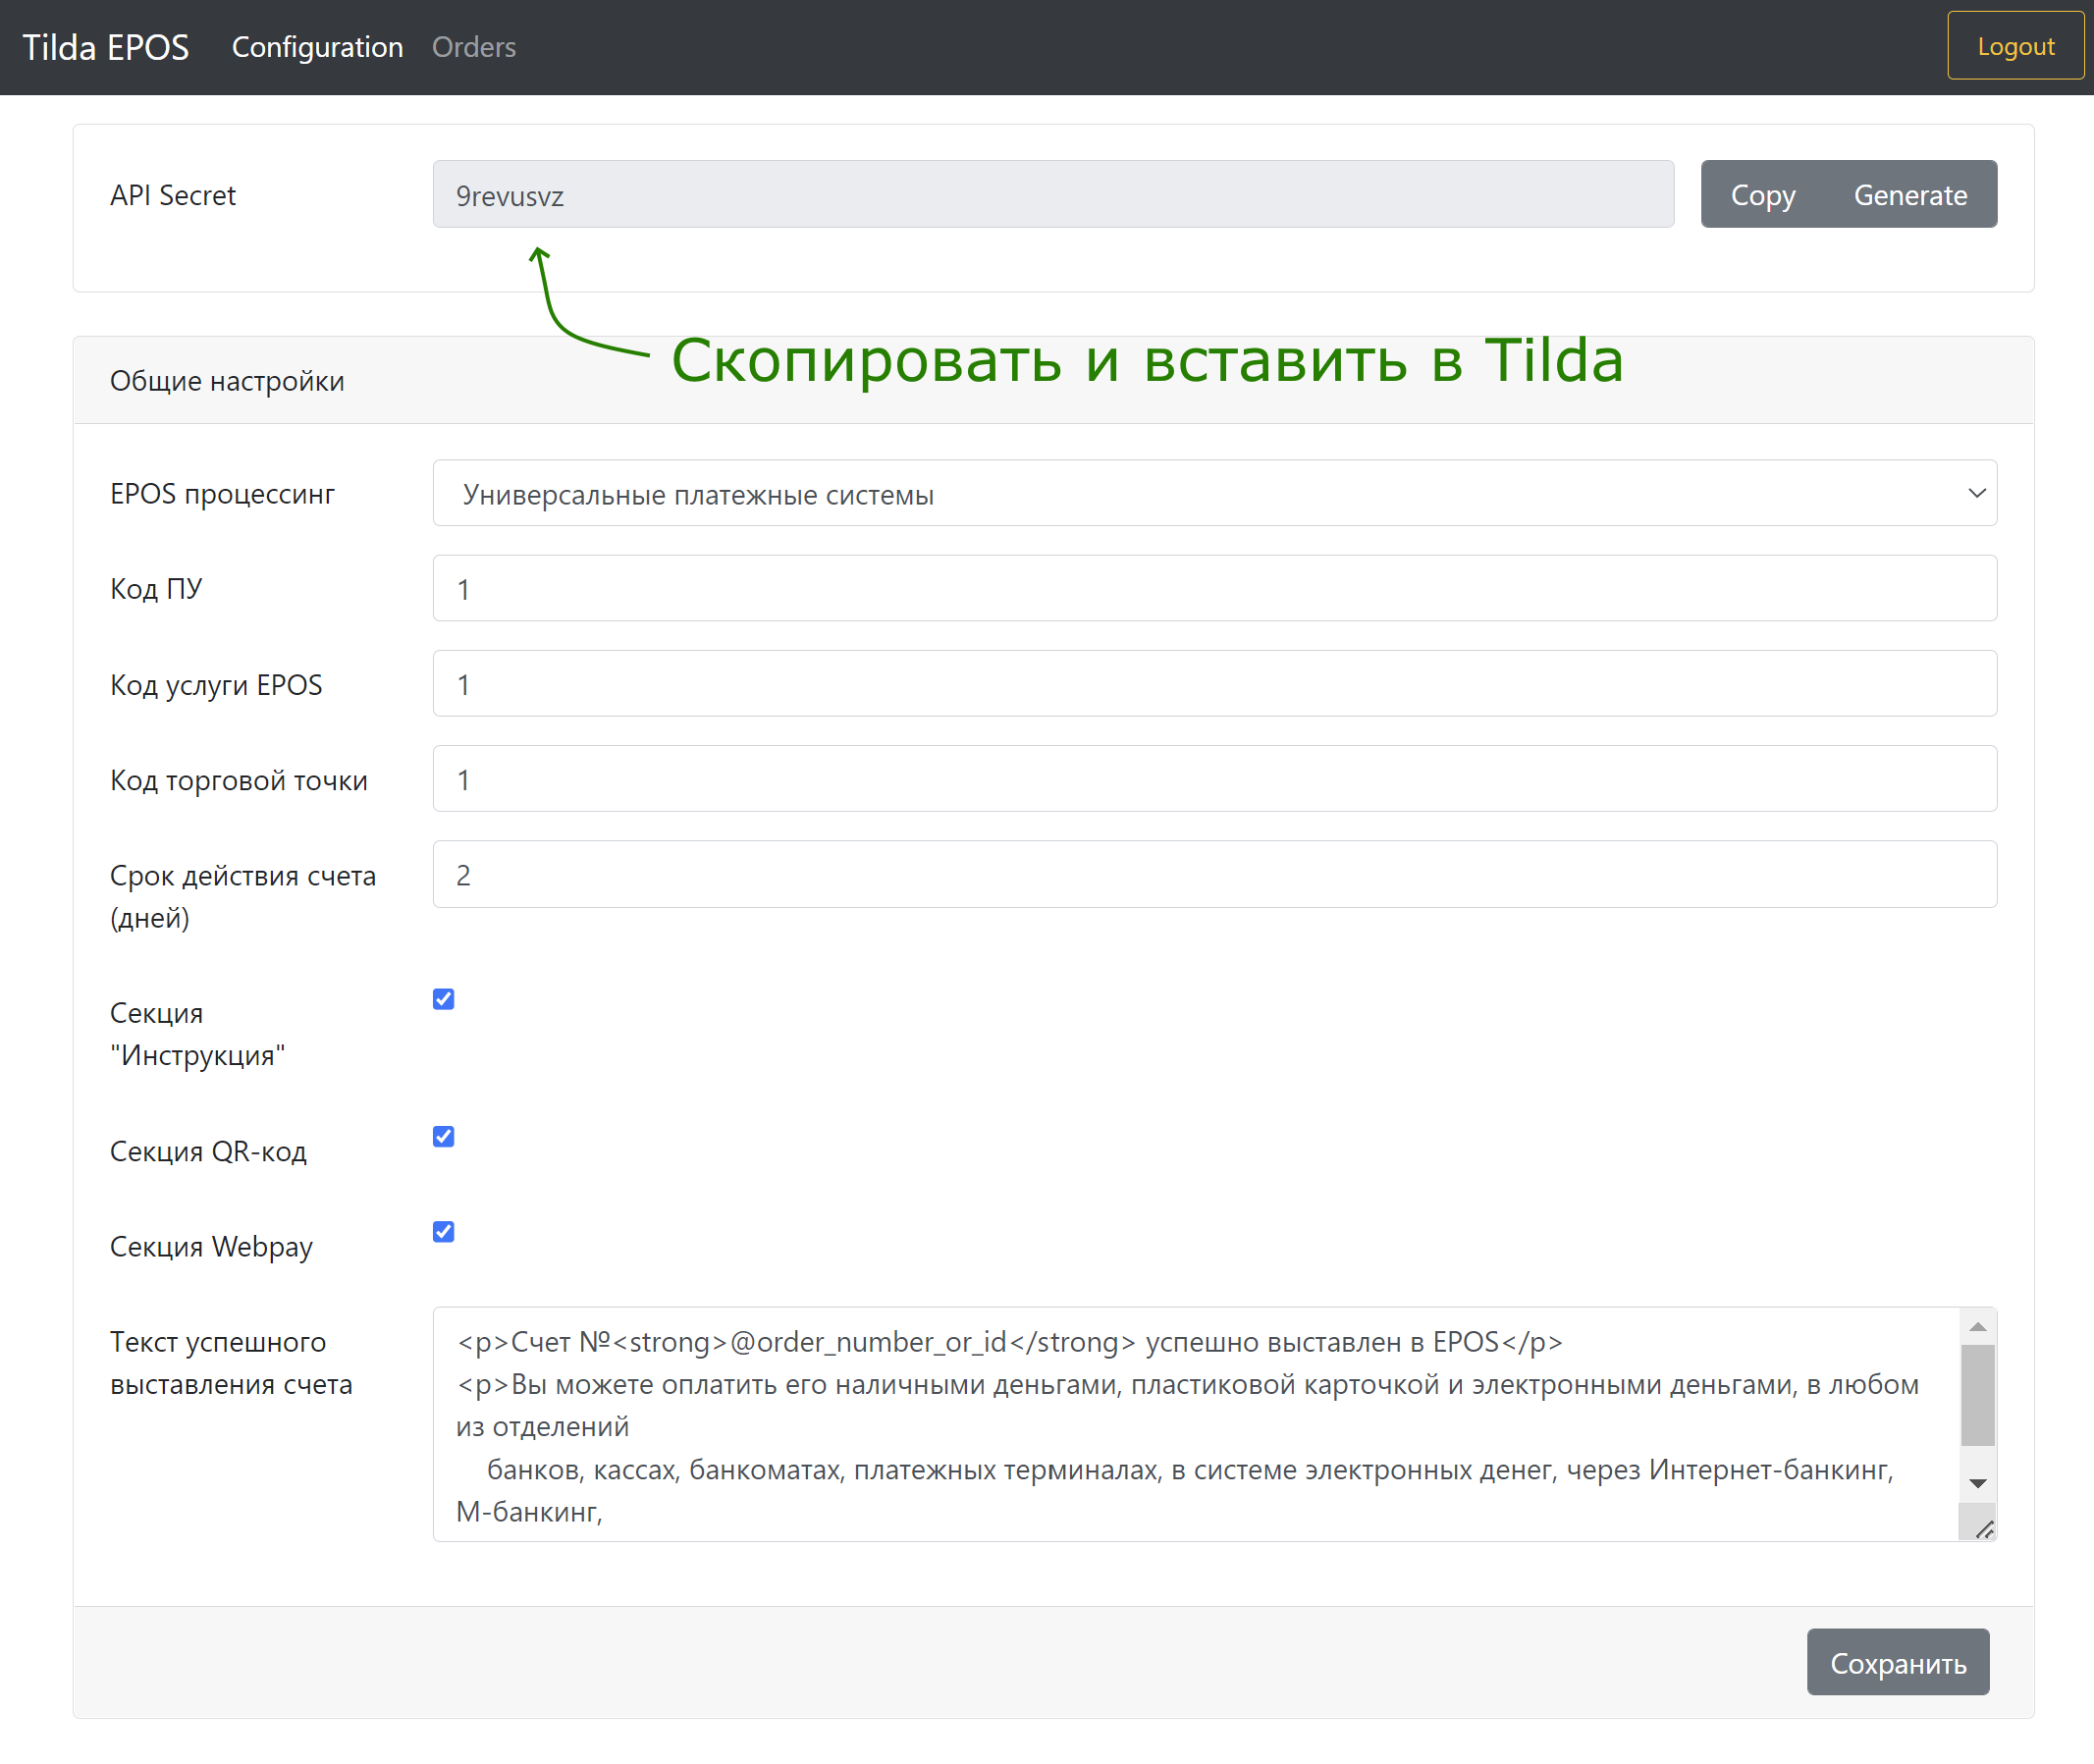 Tilda EPOS Configuration Orders Logout
API Secret 9revusvz Copy Generate
Скопировать и вставить в Tilda
Общие настройки
EPOS процессинг Универсальные платежные системы
Код ПУ 1
Код услуги EPOS 1
Код торговой точки 1
Срок действия счета 2
(дней)
Секция
"Инструкция"
Секция QR-код
Секция Webpay
Текст успешного
выставления счета
<p>Счет №<strong>@order_number_or_id</strong> успешно выставлен в EPOS</p>
<p>Вы можете оплатить его наличными деньгами, пластиковой карточкой и электронными деньгами, в любом
из отделений
банков, кассах, банкоматах, платежных терминалах, в системе электронных денег, через Интернет-банкинг,
М-банкинг,
Сохранить